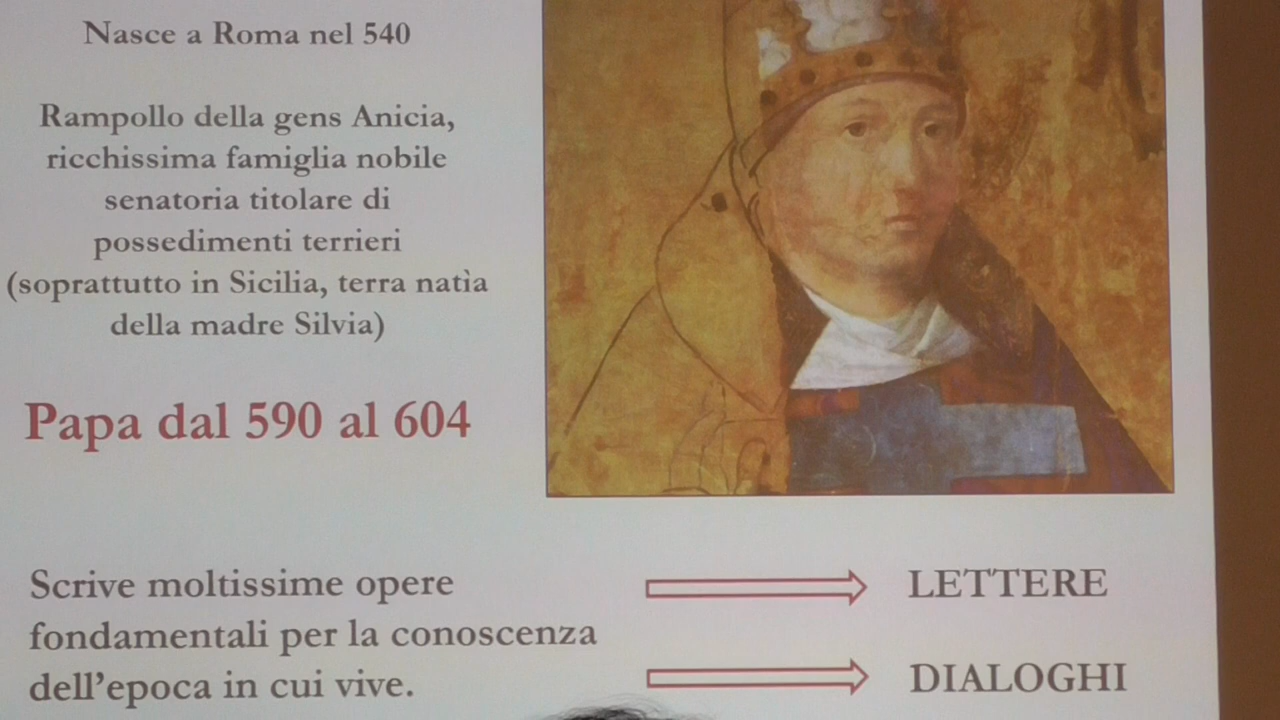 Nasce a Roma nel 540
Rampollo della gens Anicia,
ricchissima famiglia nobile
senatoria titolare di
possedimenti terrieri
(soprattutto in Sicilia, terra natìa
della madre Silvia)
Papa dal 590 al 604
Scrive moltissime opere
fondamentali per la conoscenza
dell'epoca in cui vive.
LETTERE
DIALOGHI